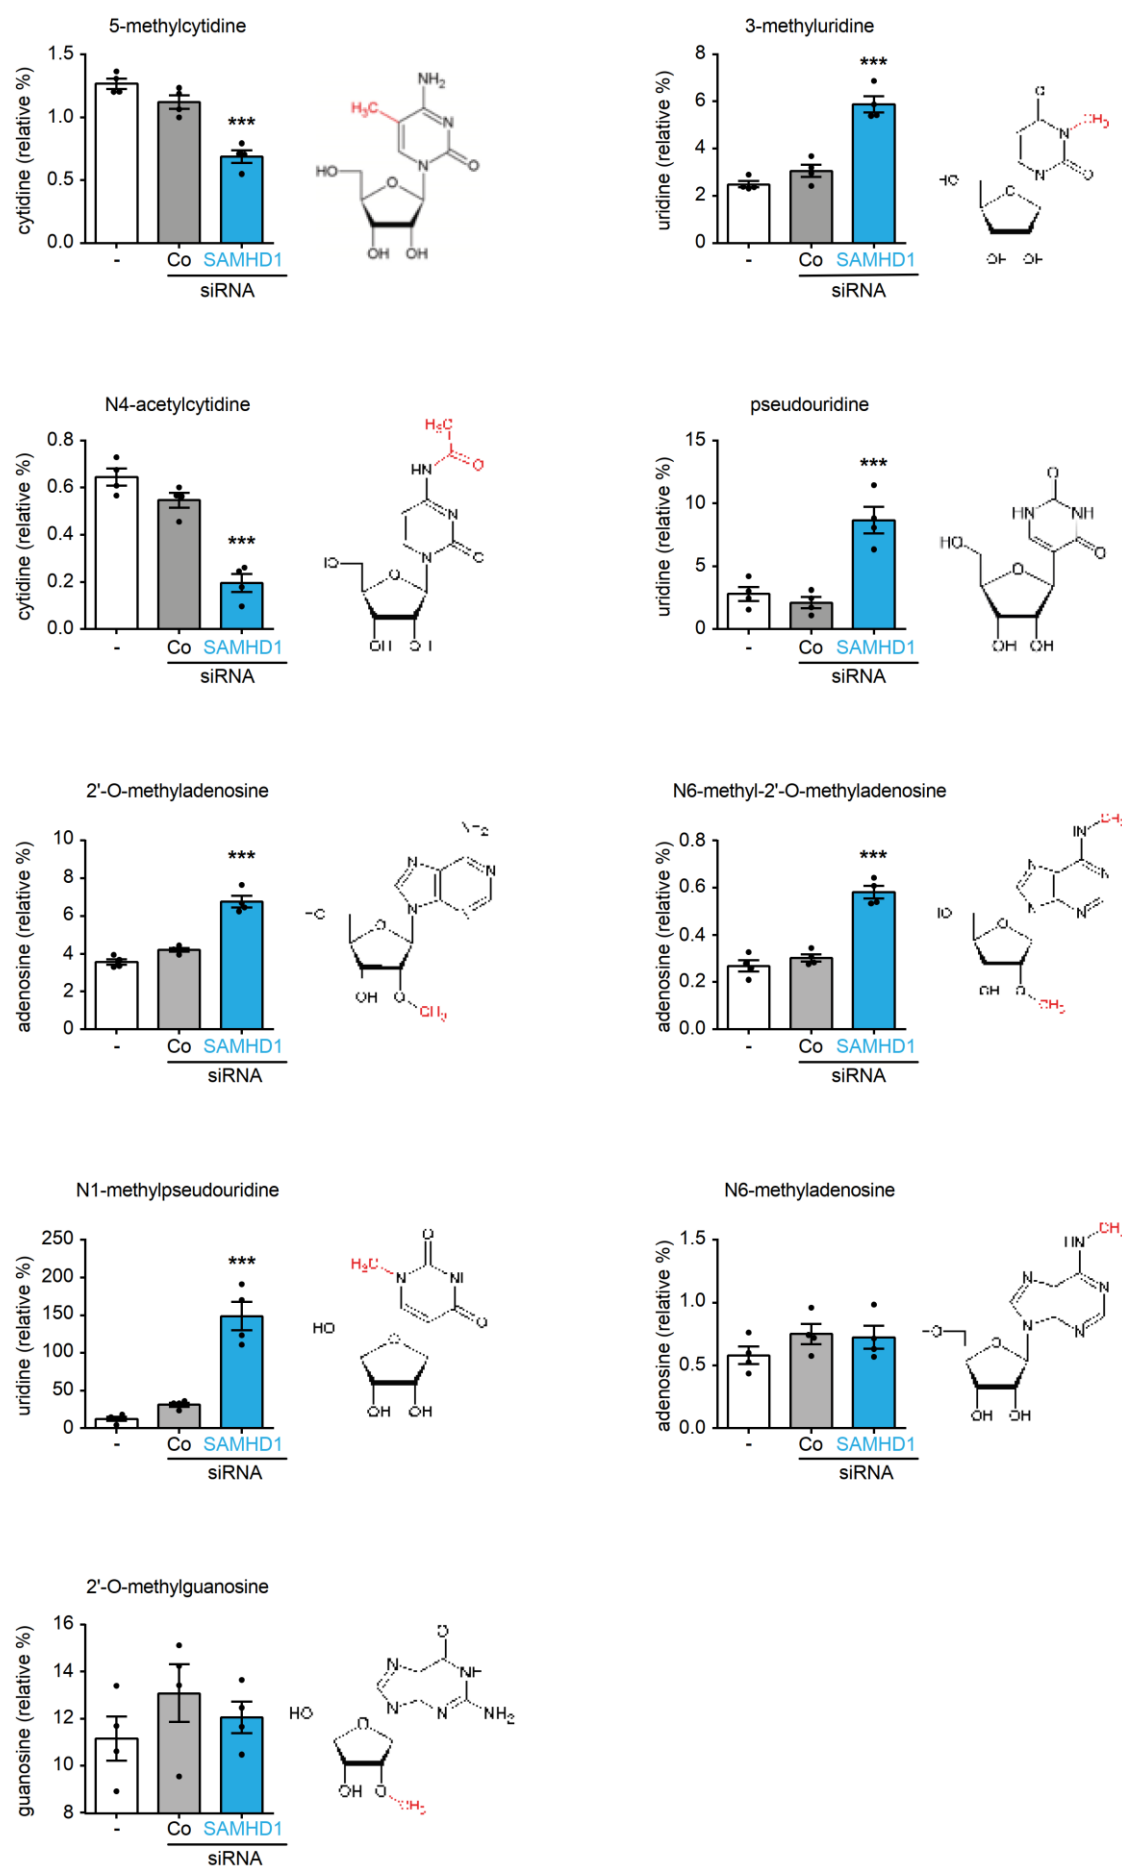 5-methylcytidine
cytidine (relative %)
1.5
1.0
0.5
0.0
***
- Co SAMHD1
siRNA
NH₂
H₃C
N
N
O
HO
O
OH OH
3-methyluridine
uridine (relative %)
8
6
4
2
0
***
- Co SAMHD1
siRNA
N
N
O
HO
N4-acetylcytidine
cytidine (relative %)
0.8
0.6
0.4
0.2
0.0
***
- Co SAMHD1
siRNA
O
HN
N
N
O
pseudouridine
uridine (relative %)
15
10
5
0
***
- Co SAMHD1
siRNA
O
HN NH
HO
O
O
OH OH
2'-O-methyladenosine
adenosine (relative %)
10
8
6
4
2
0
***
- Co SAMHD1
siRNA
N
N
N
O
OH O
N6-methyl-2'-O-methyladenosine
adenosine (relative %)
0.8
0.6
0.4
0.2
0.0
***
- Co SAMHD1
siRNA
N
N
N
N
O
O
N1-methylpseudouridine
uridine (relative %)
250
200
150
100
50
0
***
- Co SAMHD1
siRNA
O
N
O
HO
O
OH OH
N6-methyladenosine
adenosine (relative %)
1.5
1.0
0.5
0.0
- Co SAMHD1
siRNA
HN
N
N
N
N
O
OH OH
2'-O-methylguanosine
guanosine (relative %)
16
14
12
10
8
- Co SAMHD1
siRNA
O
N
N
N
NH₂
HO
O
OH O